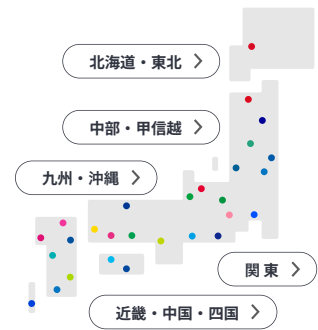 北海道・東北
中部・甲信越
九州・沖縄
関東
近畿・中国・四国